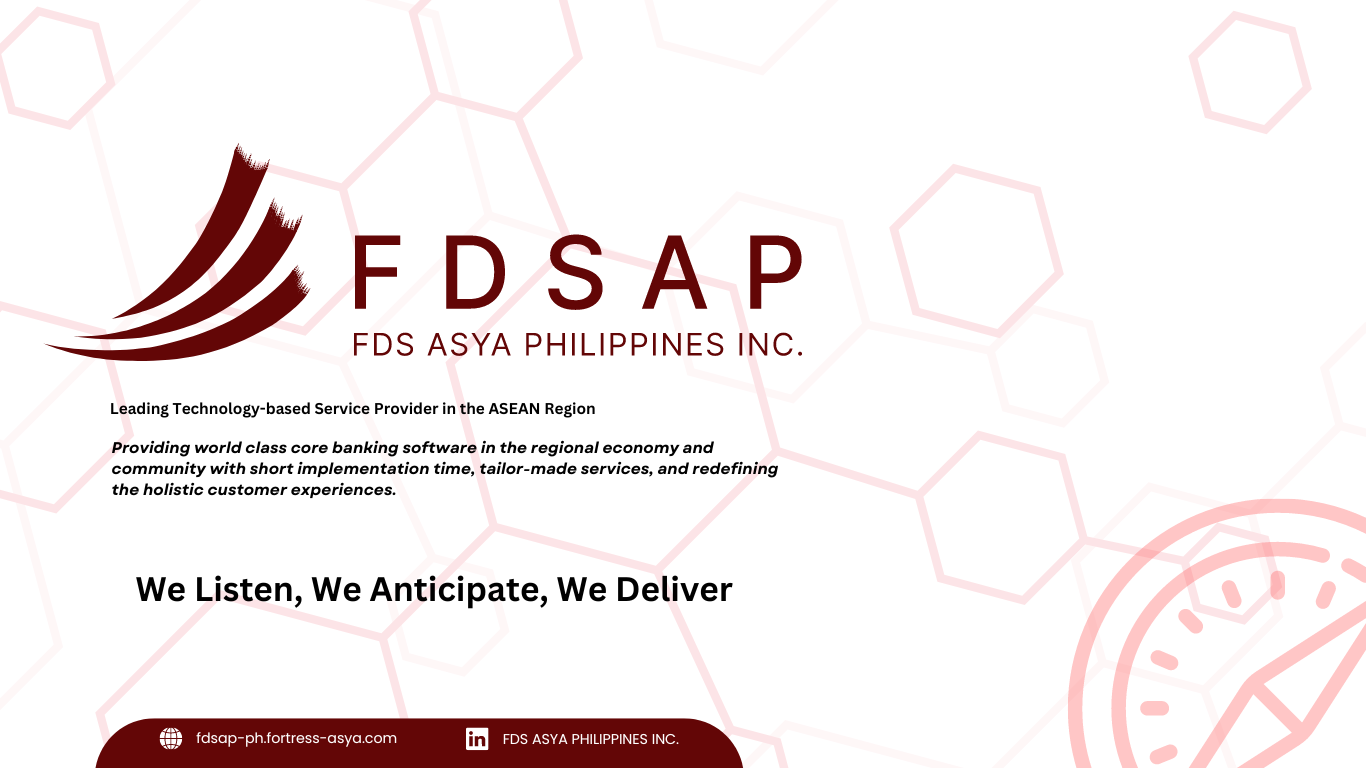 FDSAP
FDS ASYA PHILIPPINES INC.
Leading Technology-based Service Provider in the ASEAN Region
Providing world class core banking software in the regional economy and
community with short implementation time, tailor-made services, and redefining
the holistic customer experiences.
We Listen, We Anticipate, We Deliver
fdsap-ph.fortress-asya.com
in FDS ASYA PHILIPPINES INC.